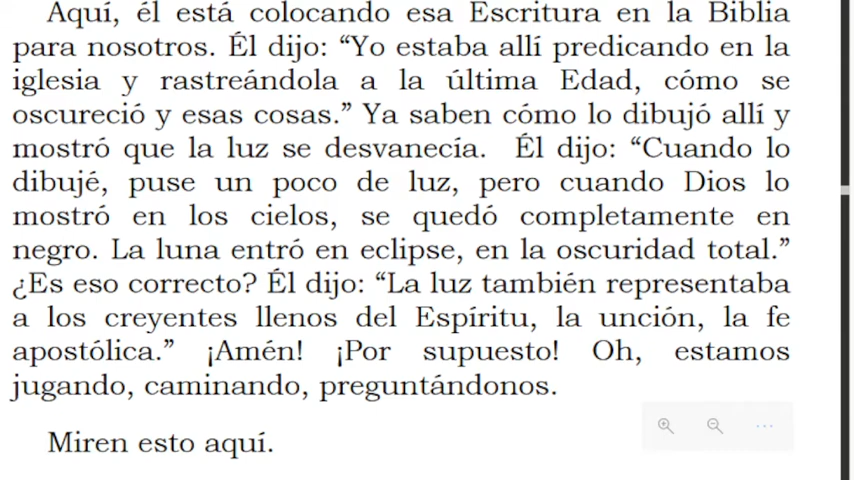 Aquí, él está colocando esa Escritura en la Biblia
para nosotros. Él dijo: “Yo estaba allí predicando en la
iglesia y rastreándola a la última Edad, cómo se
oscureció y esas cosas.” Ya saben cómo lo dibujó allí y
mostró que la luz se desvanecía. Él dijo: “Cuando lo
dibujé, puse un poco de luz, pero cuando Dios lo
mostró en los cielos, se quedó completamente en
negro. La luna entró en eclipse, en la oscuridad total.”
¿Es eso correcto? Él dijo: “La luz también representaba
a los creyentes llenos del Espíritu, la unción, la fe
apostólica.” ¡Amén! ¡Por supuesto! Oh, estamos
jugando, caminando, preguntándonos.
Miren esto aquí.